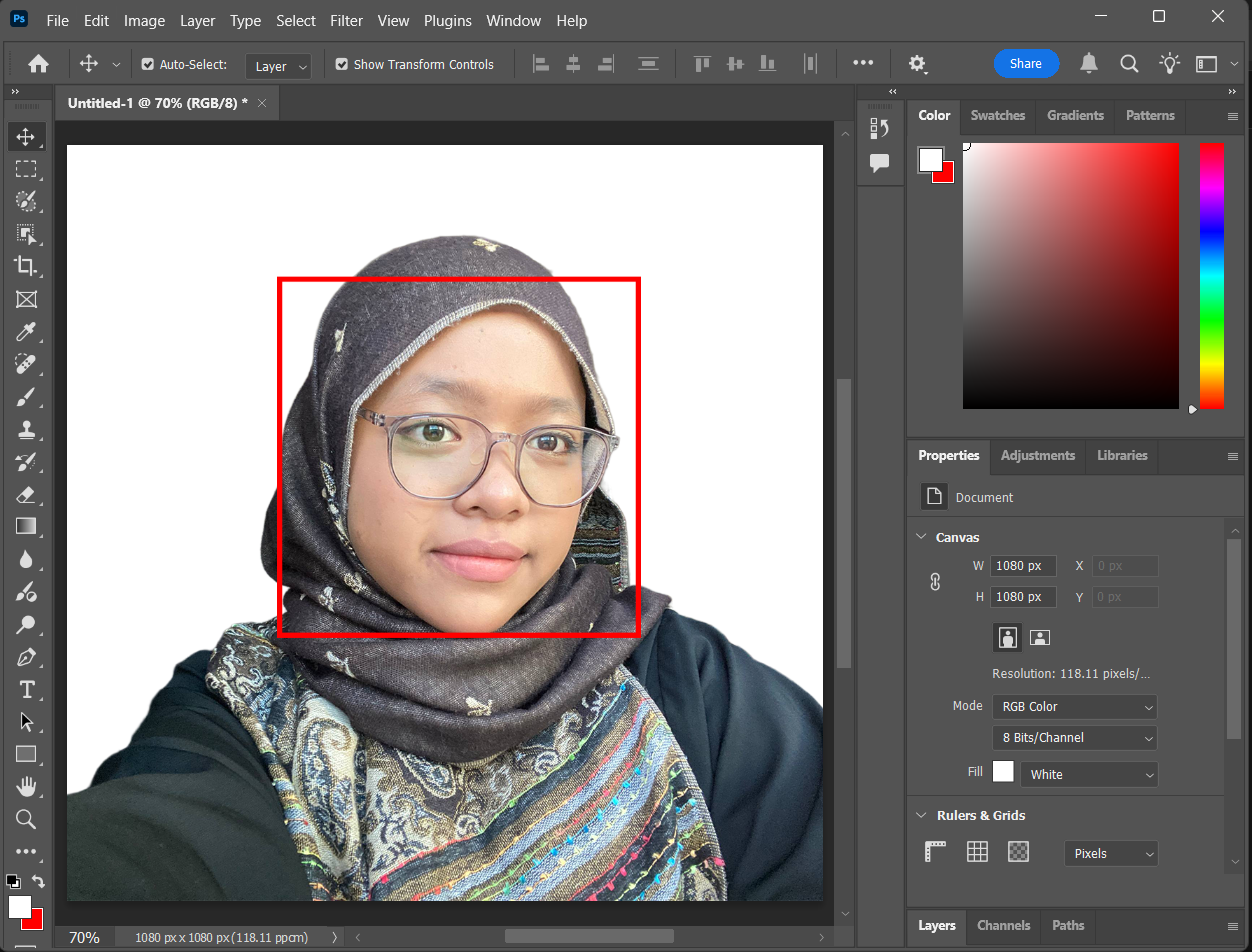 Ps File Edit Image Layer Type Select Filter View Plugins Window Help
Auto-Select: Layer Show Transform Controls Share
Untitled-1 @ 70% (RGB/8) *
Color Swatches Gradients Patterns
Properties Adjustments Libraries
Document
Canvas
W 1080 px X 0 px
H 1080 px Y 0 px
Resolution: 118.11 pixels/...
Mode RGB Color
8 Bits/Channel
Fill White
Rulers & Grids
Pixels
Layers Channels Paths
70% 1080 px x 1080 px (118.11 ppcm)